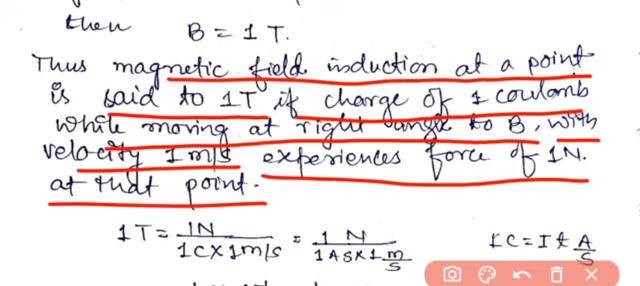 then B = 1 T.
Thus magnetic field induction at a point
is said to 1T if charge of 1 coulomb
while moving at right angle to B, with
velocity 1 m/s experiences force of 1N.
at that point.
1T = 1N / 1C × 1m/s = 1 N / 1 A S × 1 m/s 1C = I t A/S